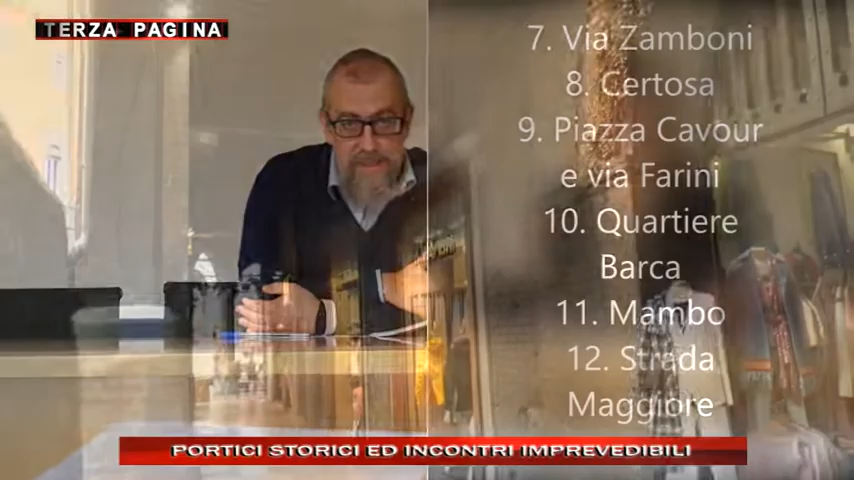 TERZA PAGINA
7. Via Zamboni
8. Certosa
9. Piazza Cavour
e via Farini
10. Quartiere
Barca
11. Mambo
12. Strada
Maggiore
PORTICI STORICI ED INCONTRI IMPREVEDIBILI